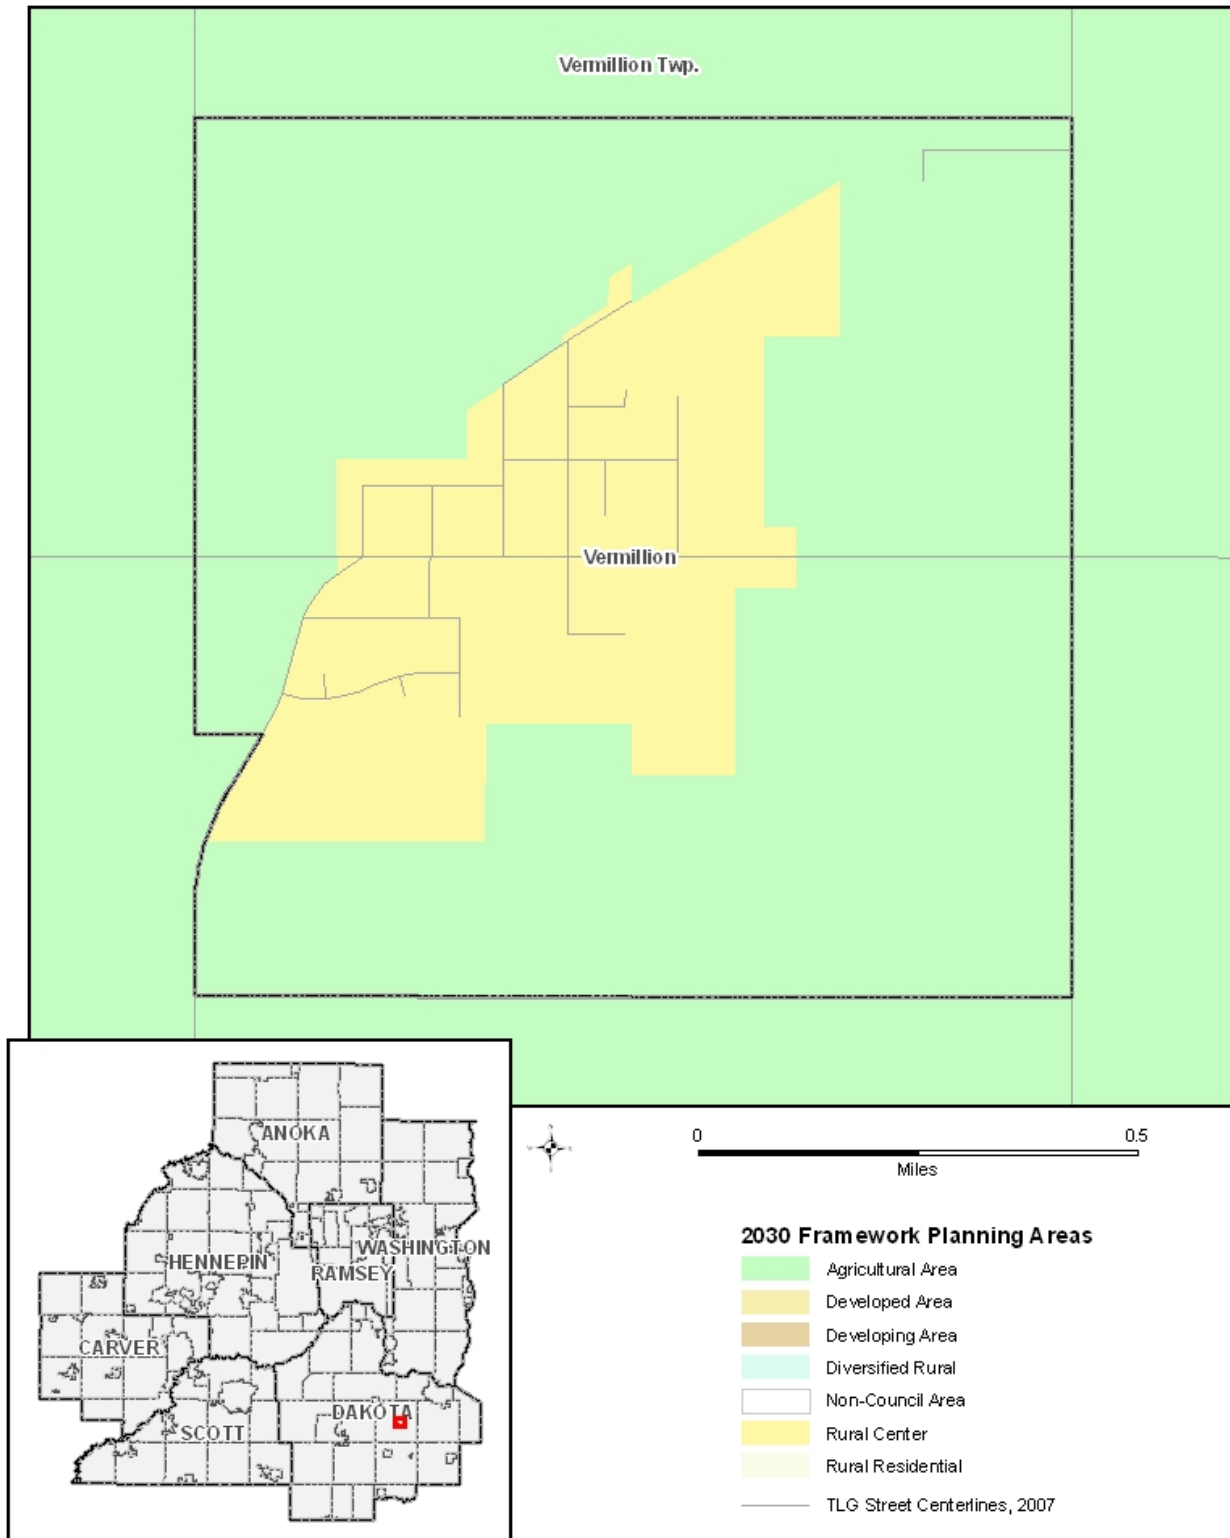 Vermillion Twp.
Vermillion
ANOKA
HENNEPIN
WASHINGTON
RAMSEY
CARVER
DAKOTA
SCOTT
0 0.5
Miles
2030 Framework Planning Areas
Agricultural Area
Developed Area
Developing Area
Diversified Rural
Non-Council Area
Rural Center
Rural Residential
TLG Street Centerlines, 2007